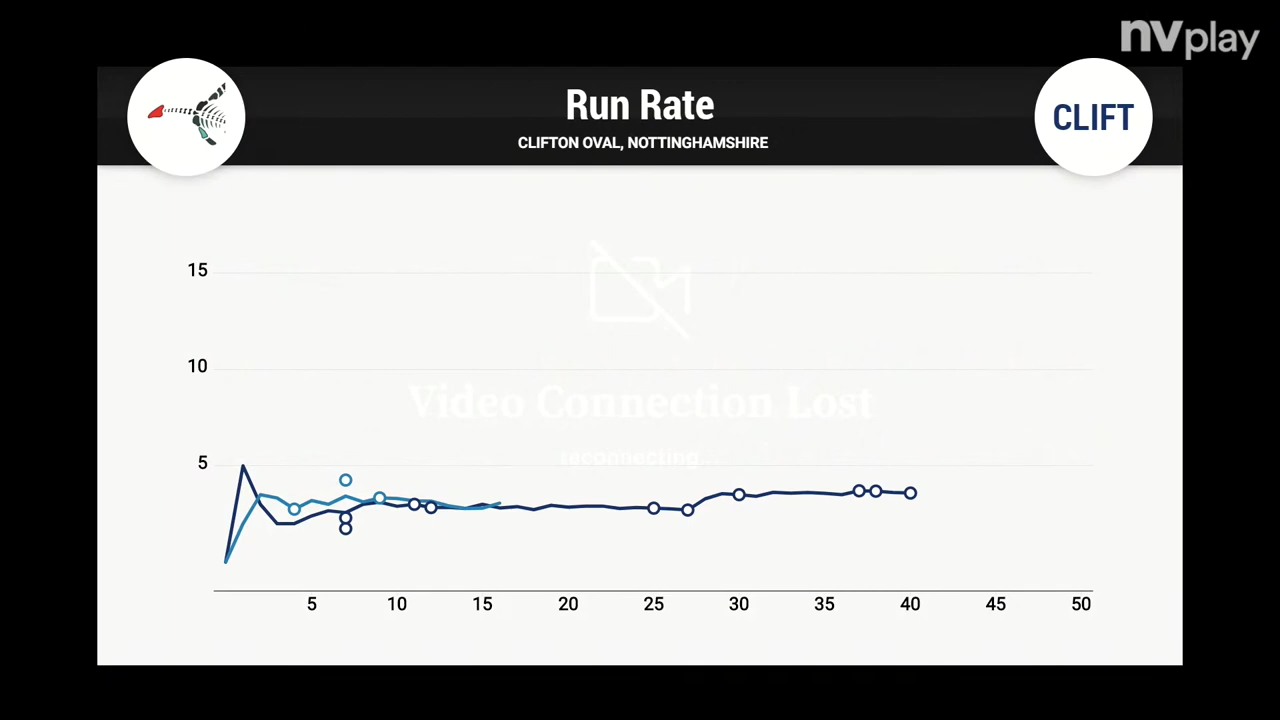 nvplay
Run Rate
CLIFTON OVAL, NOTTINGHAMSHIRE
CLIFT
15
10
Video Connection Lost
5
reconnecting...
5 10 15 20 25 30 35 40 45 50